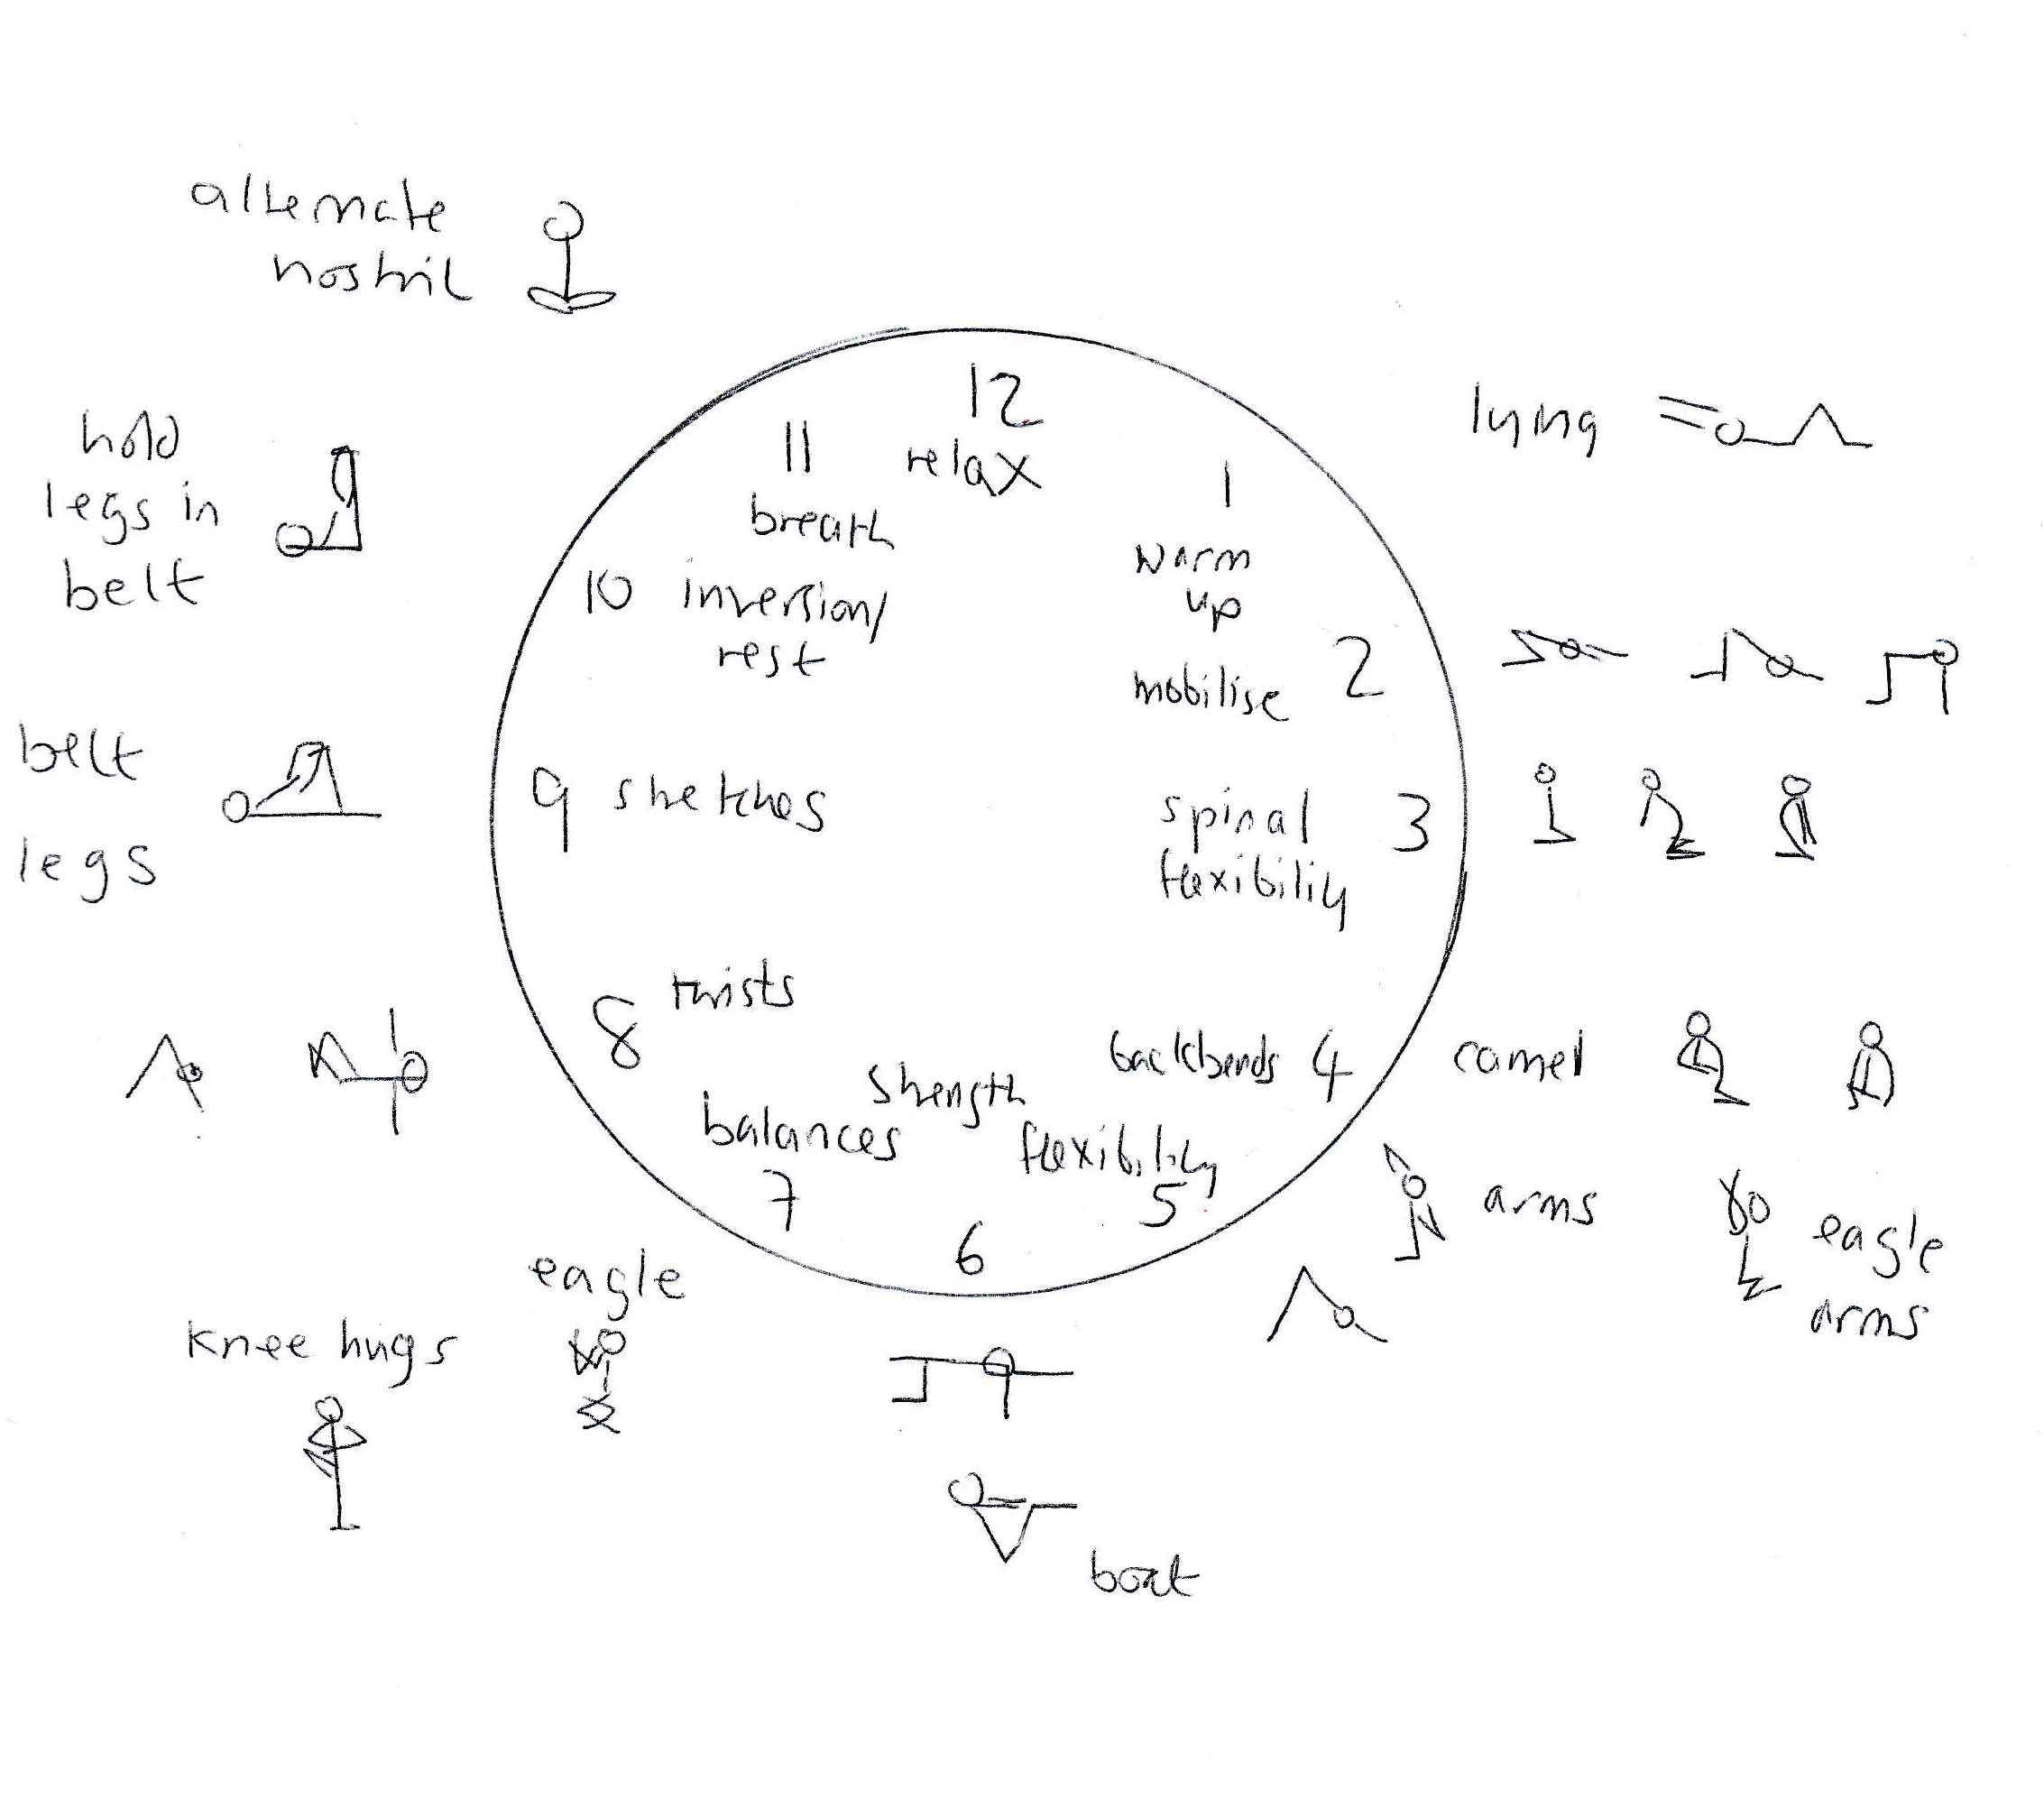 alternate
nostril
12
relax
11
breath
1
warm
up
lying
hold
legs in
belt
10 inversion/
rest
2
mobilise
belt
legs
9 stretches
spinal 3
flexibility
8 twists
backbends 4
camel
strength
balances
flexibility
7
5
6
arms
eagle
arms
eagle
knee hugs
boat